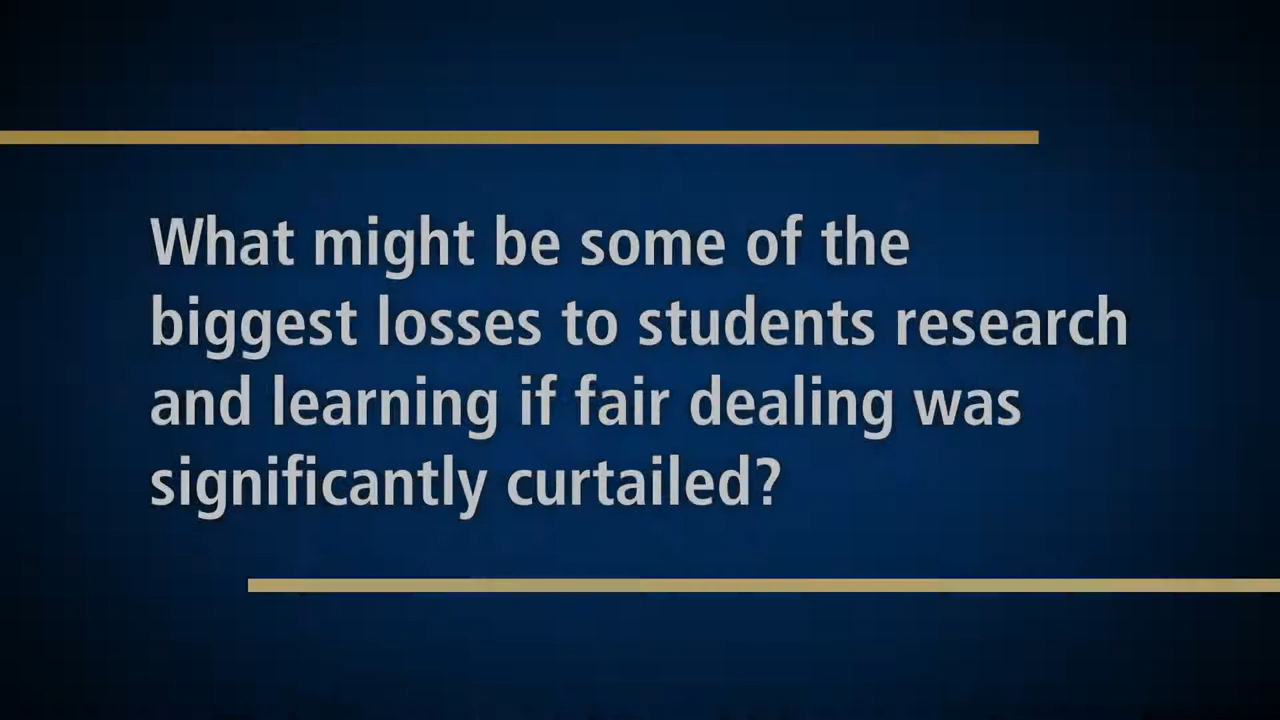 What might be some of the
biggest losses to students research
and learning if fair dealing was
significantly curtailed?